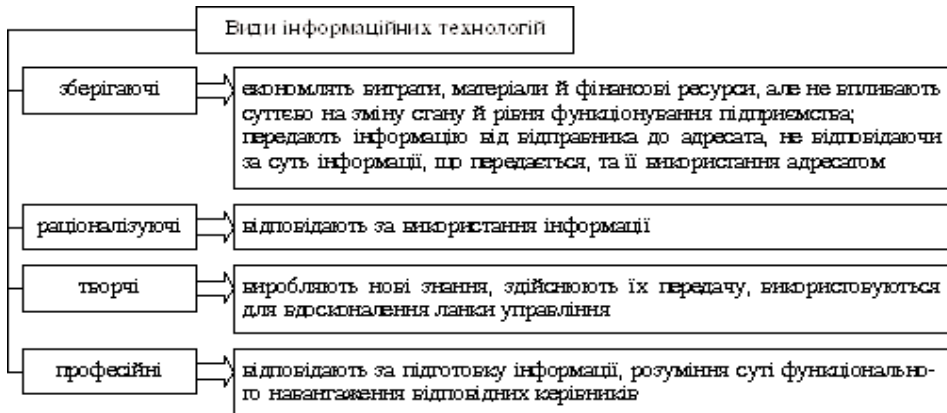 Види інформаційних технологій
зберігаючі
економлять витрати, матеріали й фінансові ресурси, але не впливають
суттєво на зміну стану й рівня функціонування підприємства;
передають інформацію від відправника до адресата, не відповідаючи
за суть інформації, що передається, та її використання адресатом
раціоналізуючі
відповідають за використання інформації
творчі
виробляють нові знання, здійснюють їх передачу, використовуються
для вдосконалення ланки управління
професійні
відповідають за підготовку інформації, розуміння суті функціонально-
го навантаження відповідних керівників